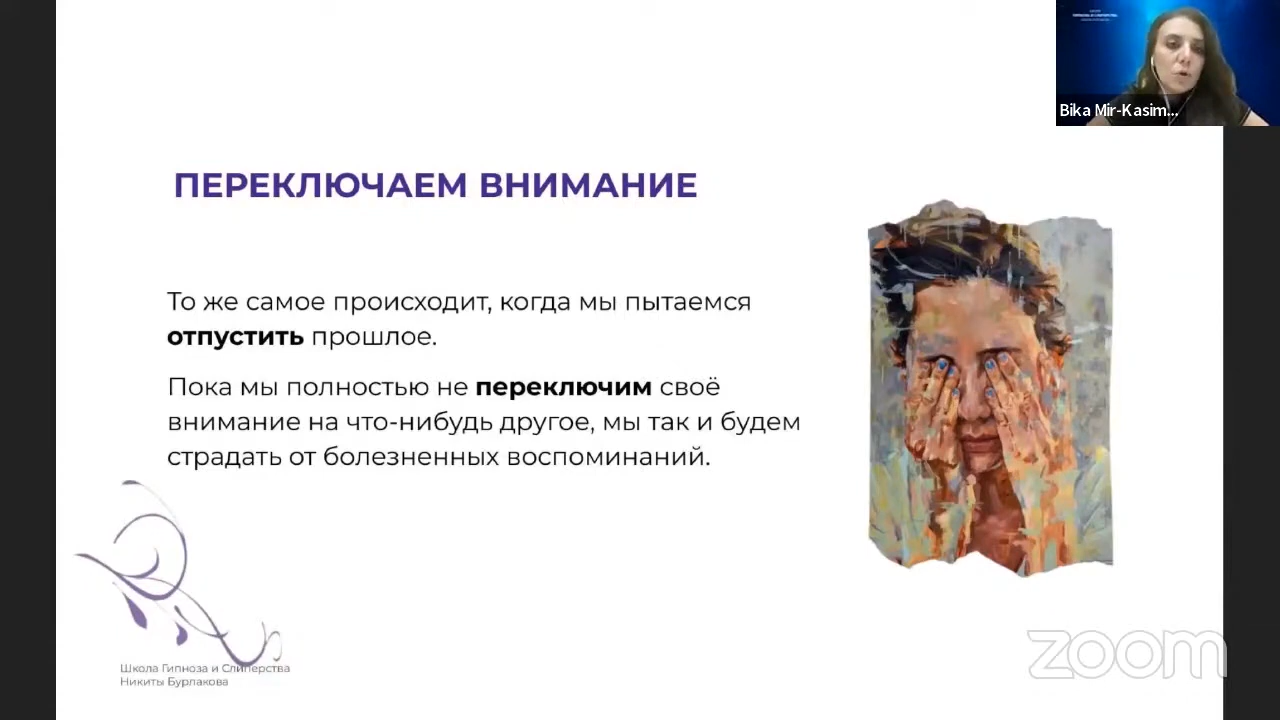 Bika Mir-Kasim...
ПЕРЕКЛЮЧАЕМ ВНИМАНИЕ
То же самое происходит, когда мы пытаемся
отпустить прошлое.
Пока мы полностью не переключим своё
внимание на что-нибудь другое, мы так и будем
страдать от болезненных воспоминаний.
Школа Гипноза и Слиперства
Никиты Бурлакова
zoom